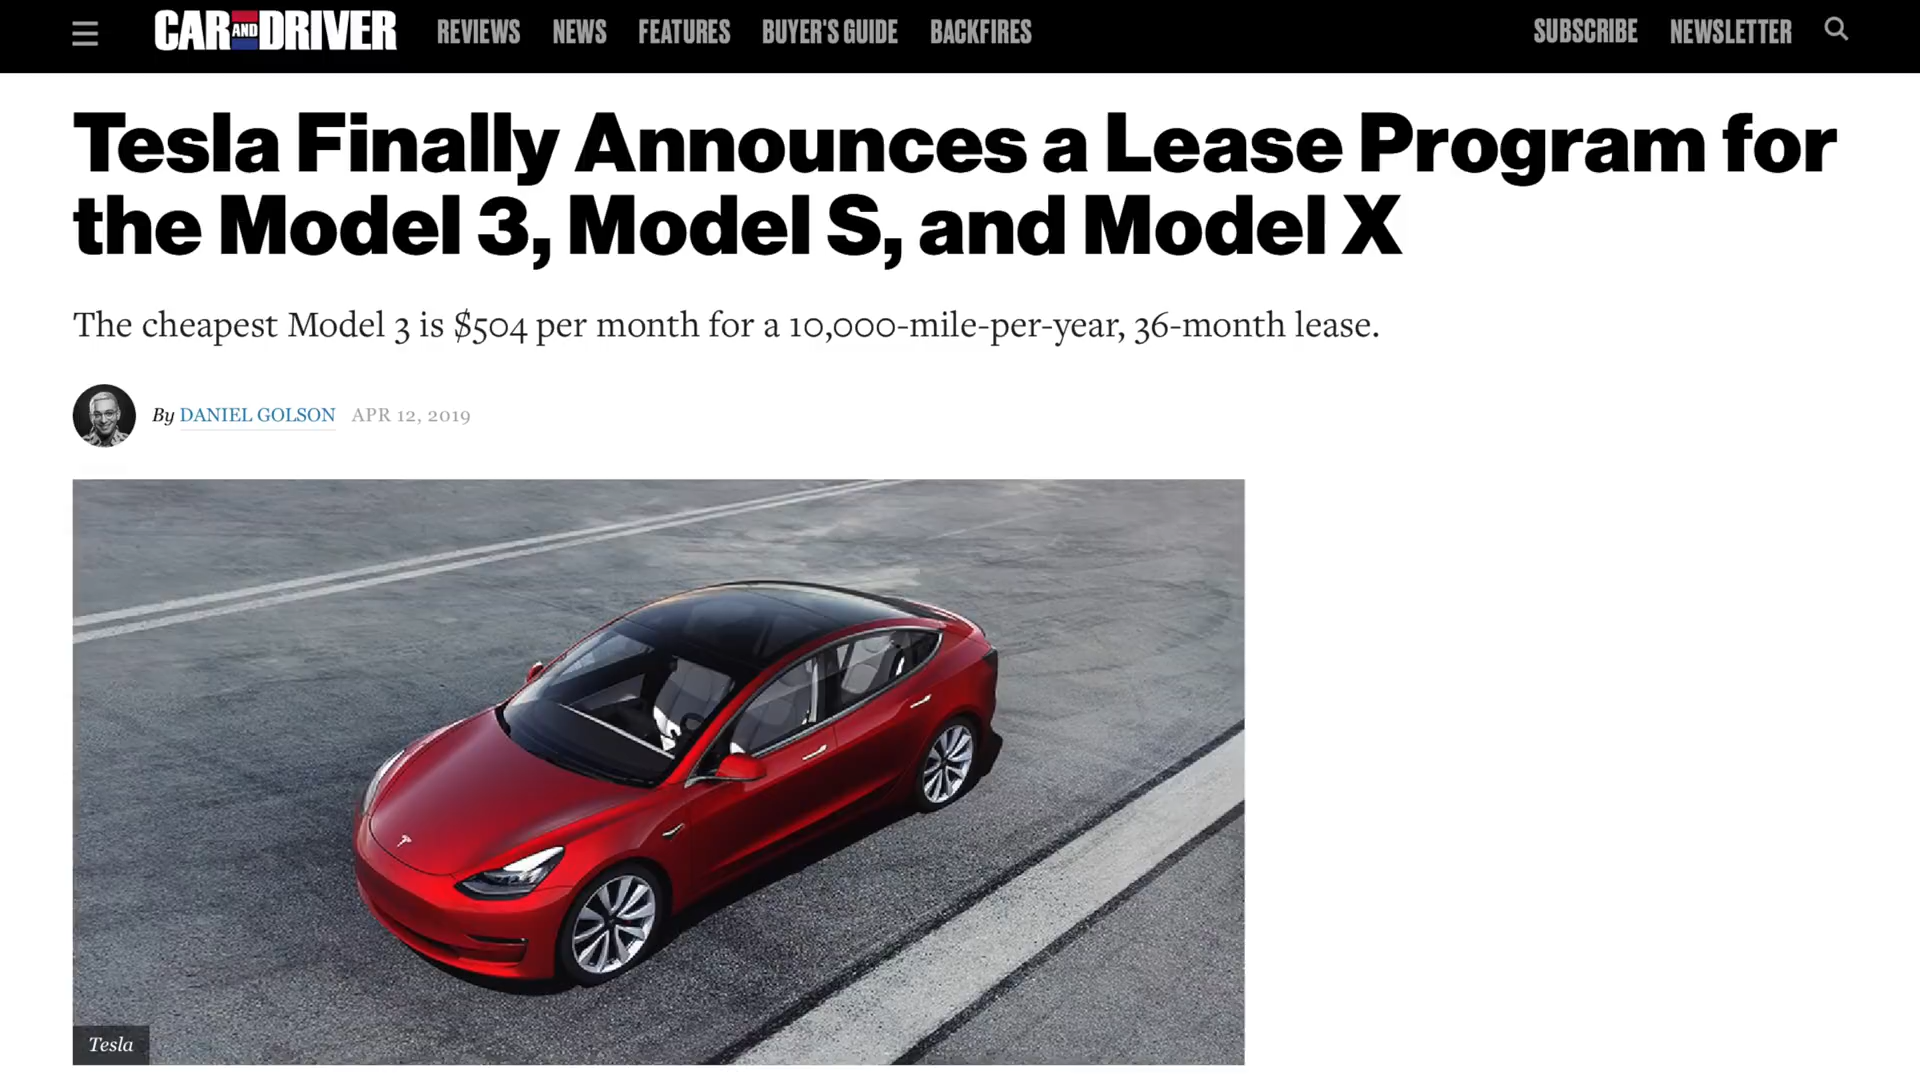 CAR AND DRIVER REVIEWS NEWS FEATURES BUYER'S GUIDE BACKFIRES SUBSCRIBE NEWSLETTER
Tesla Finally Announces a Lease Program for
the Model 3, Model S, and Model X
The cheapest Model 3 is $504 per month for a 10,000-mile-per-year, 36-month lease.
By DANIEL GOLSON APR 12, 2019
Tesla